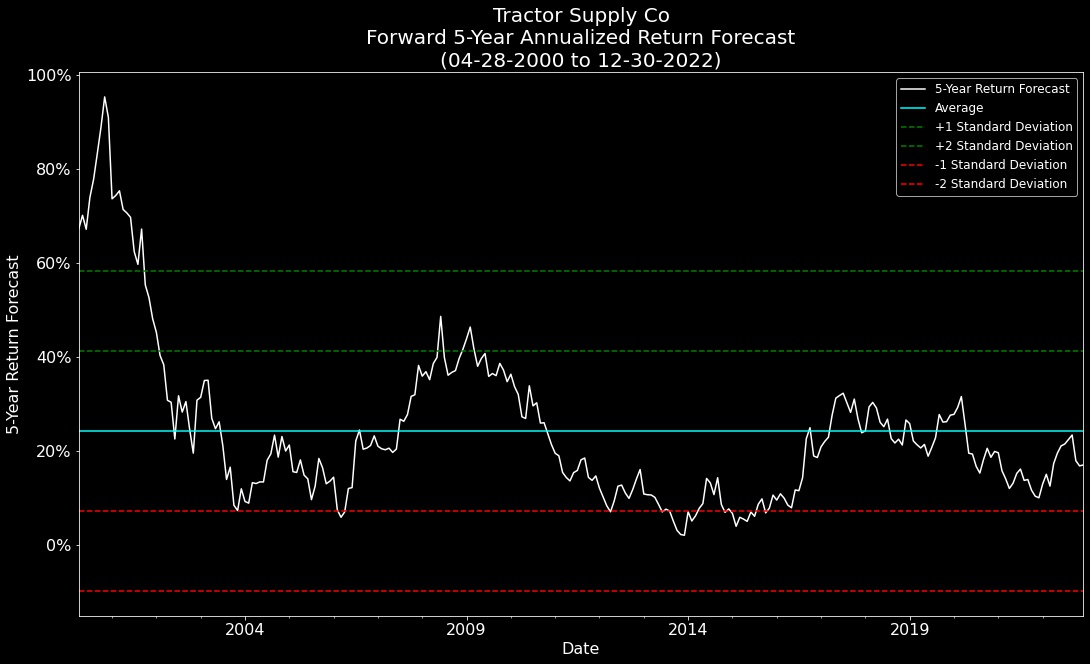 Tractor Supply Co
Forward 5-Year Annualized Return Forecast
(04-28-2000 to 12-30-2022)
100%
80%
60%
40%
20%
0%
5-Year Return Forecast
5-Year Return Forecast
Average
+1 Standard Deviation
+2 Standard Deviation
-1 Standard Deviation
-2 Standard Deviation
2004
2009
2014
2019
Date